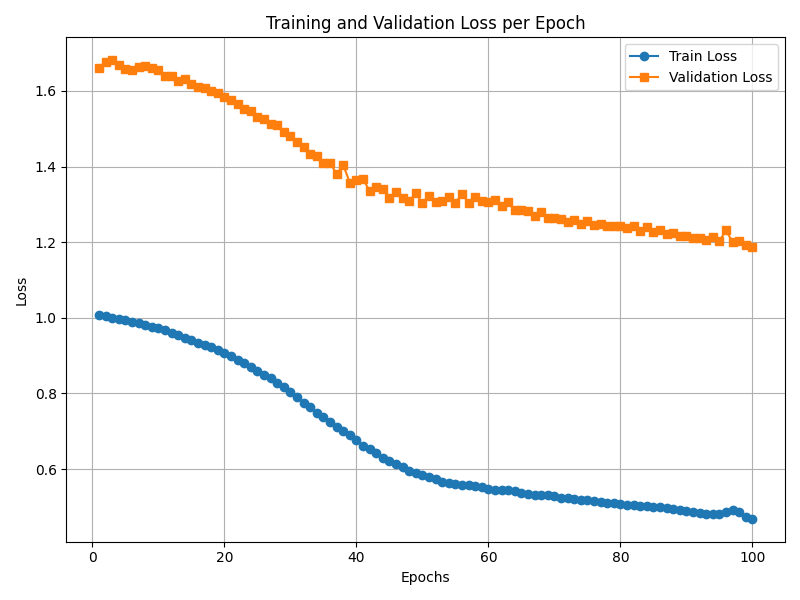 Training and Validation Loss per Epoch
Train Loss
Validation Loss
1.6
1.4
1.2
1.0
0.8
0.6
Loss
0
20
40
60
80
100
Epochs